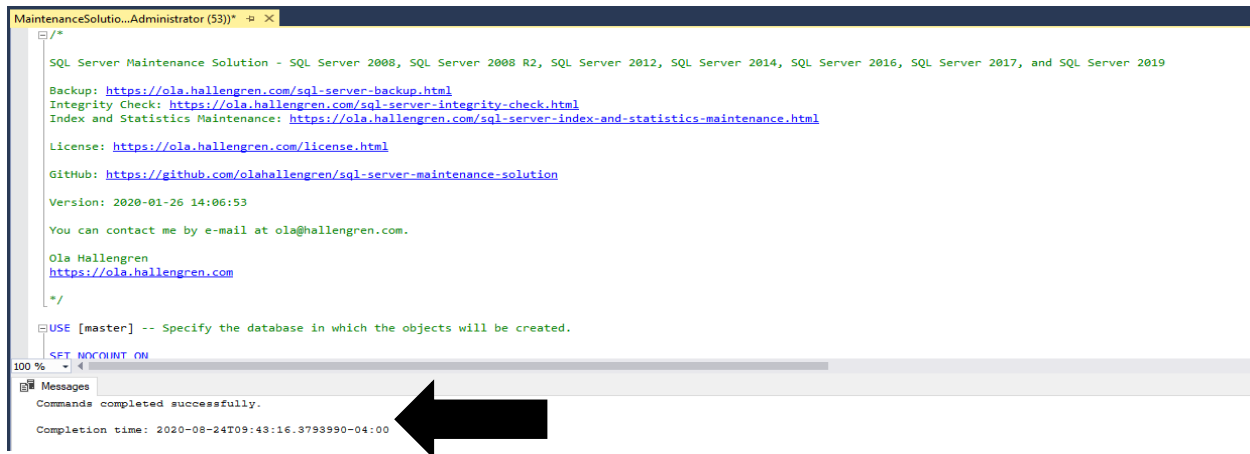 MaintenanceSolutio...Administrator (53))*
/*
SQL Server Maintenance Solution - SQL Server 2008, SQL Server 2008 R2, SQL Server 2012, SQL Server 2014, SQL Server 2016, SQL Server 2017, and SQL Server 2019
Backup: https://ola.hallengren.com/sql-server-backup.html
Integrity Check: https://ola.hallengren.com/sql-server-integrity-check.html
Index and Statistics Maintenance: https://ola.hallengren.com/sql-server-index-and-statistics-maintenance.html
License: https://ola.hallengren.com/license.html
GitHub: https://github.com/olahallengren/sql-server-maintenance-solution
Version: 2020-01-26 14:06:53
You can contact me by e-mail at ola@hallengren.com.
Ola Hallengren
https://ola.hallengren.com
*/
USE [master] -- Specify the database in which the objects will be created.
SET NOCOUNT ON
100 %
Messages
Commands completed successfully.
Completion time: 2020-08-24T09:43:16.3793990-04:00